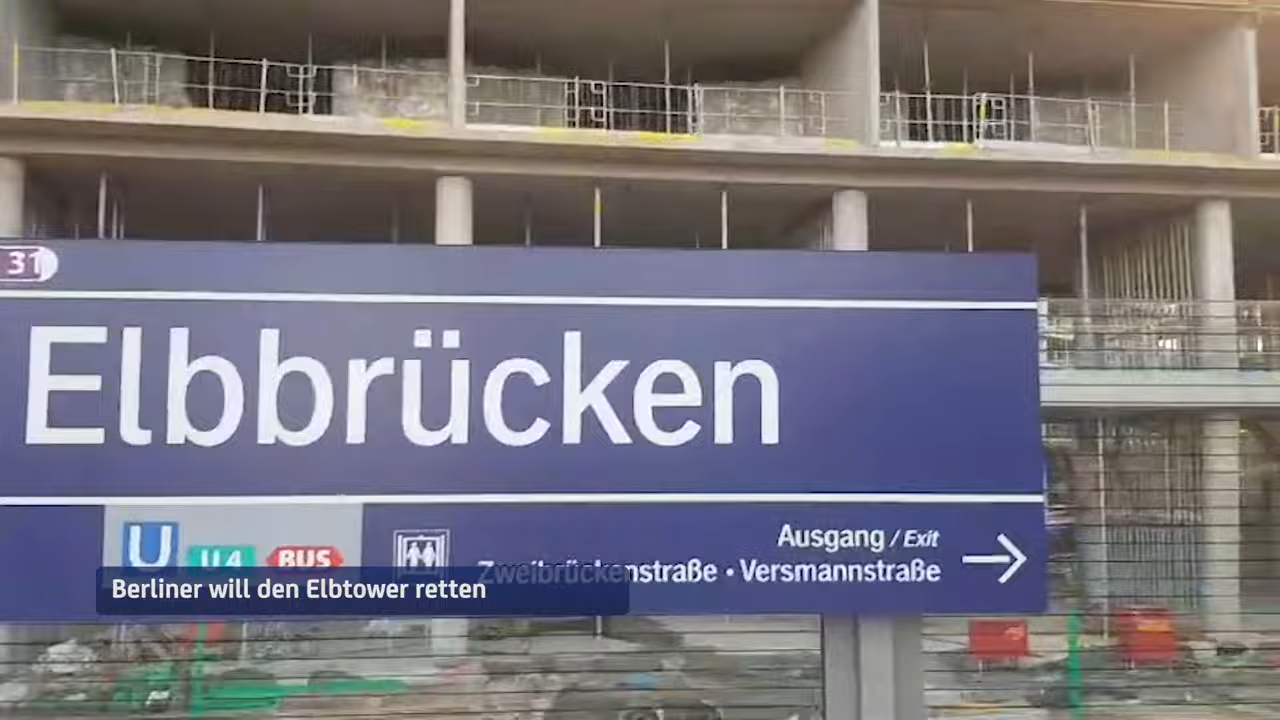 31
Elbbrücken
U U4 BUS
Ausgang / Exit
Zweibrückenstraße • Versmannstraße
Berliner will den Elbtower retten